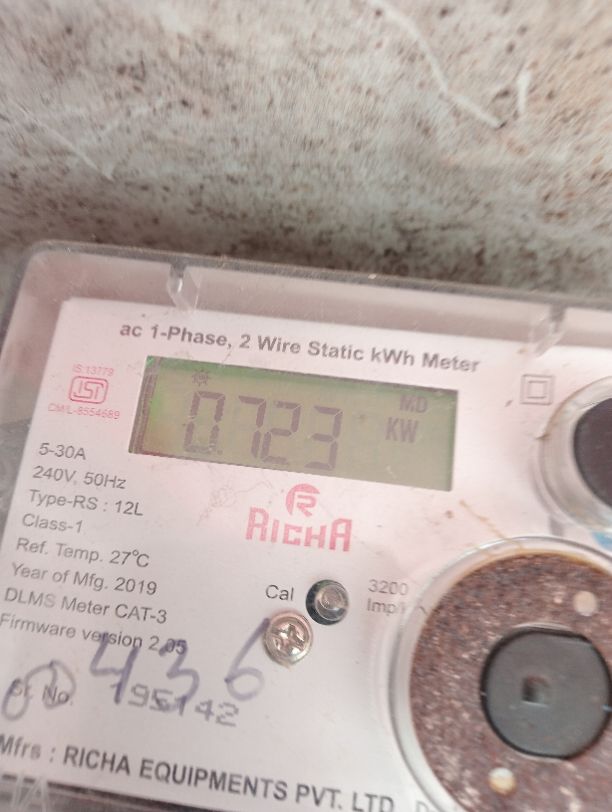 ac 1-Phase, 2 Wire Static kWh Meter
IS:13779
ISI
CM/L-8554689
MD
0.723 KW
5-30A
240V, 50Hz
Type-RS : 12L
Class-1
Ref. Temp. 27°C
Year of Mfg. 2019
DLMS Meter CAT-3
Firmware version 2.05
R
RICHA
Cal
3200
Imp/
436
Sr. No. 195142
Mfrs : RICHA EQUIPMENTS PVT. LTD.